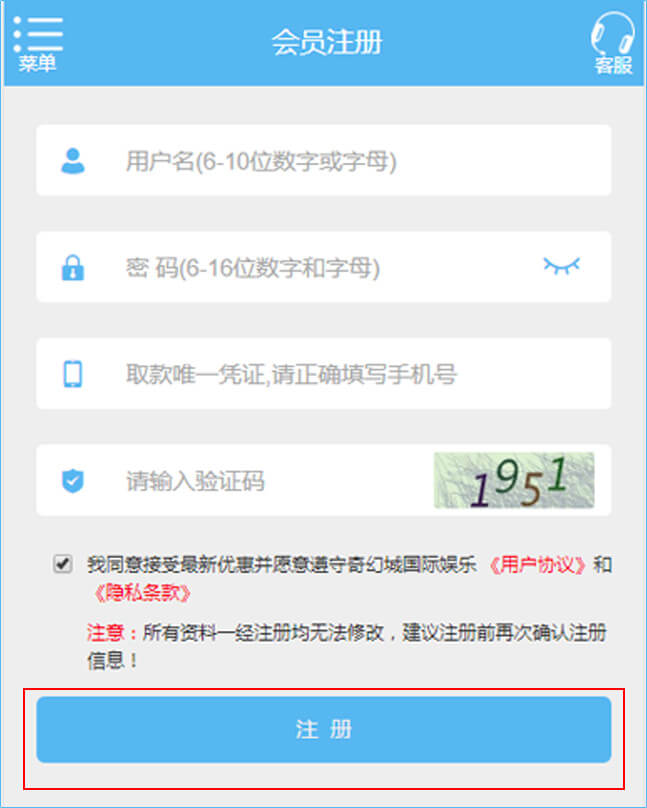 菜单
会员注册
客服
用户名(6-10位数字或字母)
密 码(6-16位数字和字母)
取款唯一凭证,请正确填写手机号
请输入验证码
1951
我同意接受最新优惠并愿意遵守奇幻城国际娱乐《用户协议》和
《隐私条款》
注意：所有资料一经注册均无法修改，建议注册前再次确认注册
信息！
注 册